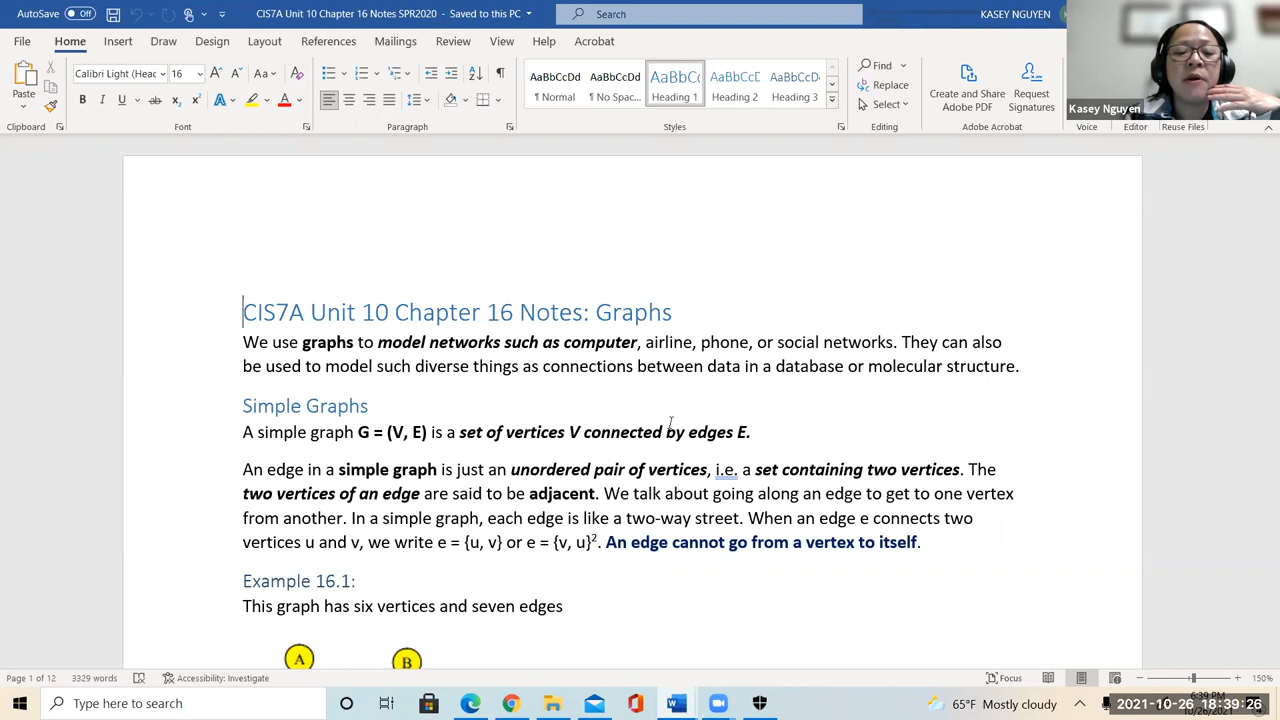 AutoSave Off CIS7A Unit 10 Chapter 16 Notes SPR2020 - Saved to this PC Search KASEY NGUYEN
File Home Insert Draw Design Layout References Mailings Review View Help Acrobat
Calibri Light (Head 16 Aa
Paste
B I U ab x₂ x² A A
AaBbCcDd AaBbCcDd AaBbC AaBbCcD AaBbCcD
¶ Normal ¶ No Spac... Heading 1 Heading 2 Heading 3
Find
Replace
Select
Create and Share Adobe PDF
Request Signatures
Kasey Nguyen
Clipboard Font Paragraph Styles Editing Adobe Acrobat Voice Editor Reuse Files
CIS7A Unit 10 Chapter 16 Notes: Graphs
We use graphs to model networks such as computer, airline, phone, or social networks. They can also
be used to model such diverse things as connections between data in a database or molecular structure.
Simple Graphs
A simple graph G = (V, E) is a set of vertices V connected by edges E.
An edge in a simple graph is just an unordered pair of vertices, i.e. a set containing two vertices. The
two vertices of an edge are said to be adjacent. We talk about going along an edge to get to one vertex
from another. In a simple graph, each edge is like a two-way street. When an edge e connects two
vertices u and v, we write e = {u, v} or e = {v, u}². An edge cannot go from a vertex to itself.
Example 16.1:
This graph has six vertices and seven edges
A B
Page 1 of 12 3329 words Accessibility: Investigate Focus 150%
Type here to search 65°F Mostly cloudy 6:39 PM
2021-10-26 18:39:26